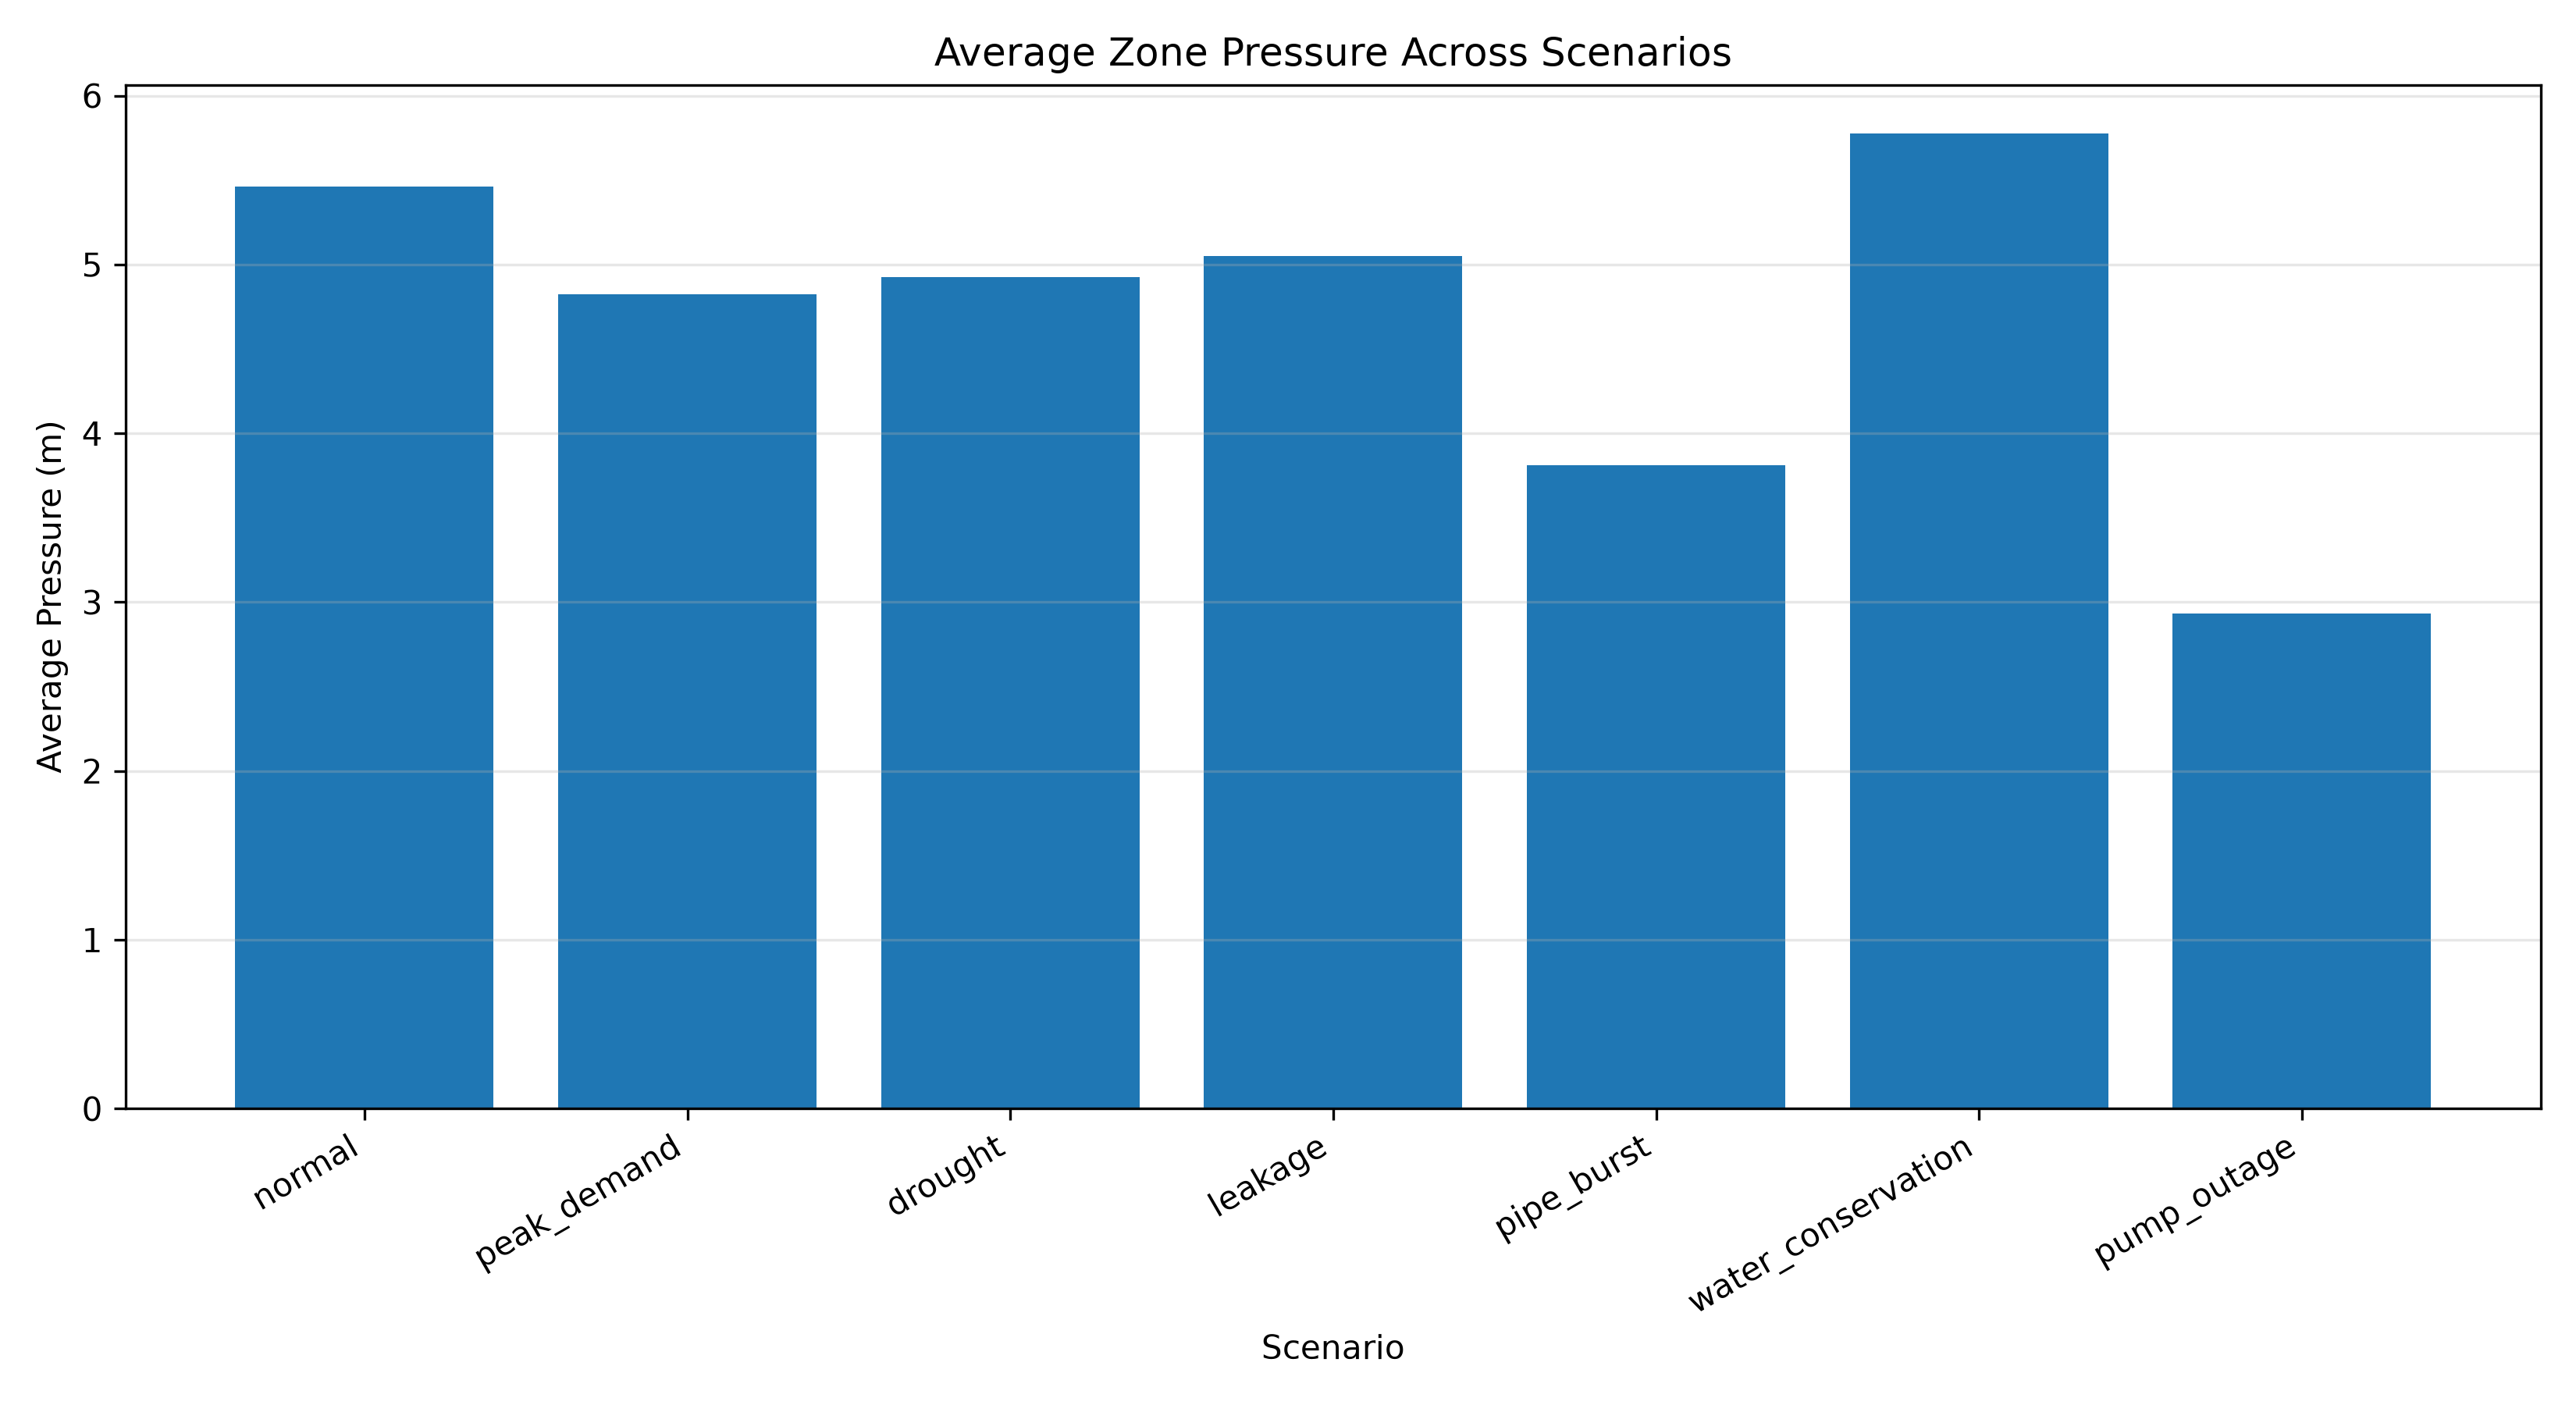 Average Zone Pressure Across Scenarios
Average Pressure (m)
6
5
4
3
2
1
0
normal
peak_demand
drought
leakage
pipe_burst
water_conservation
pump_outage
Scenario